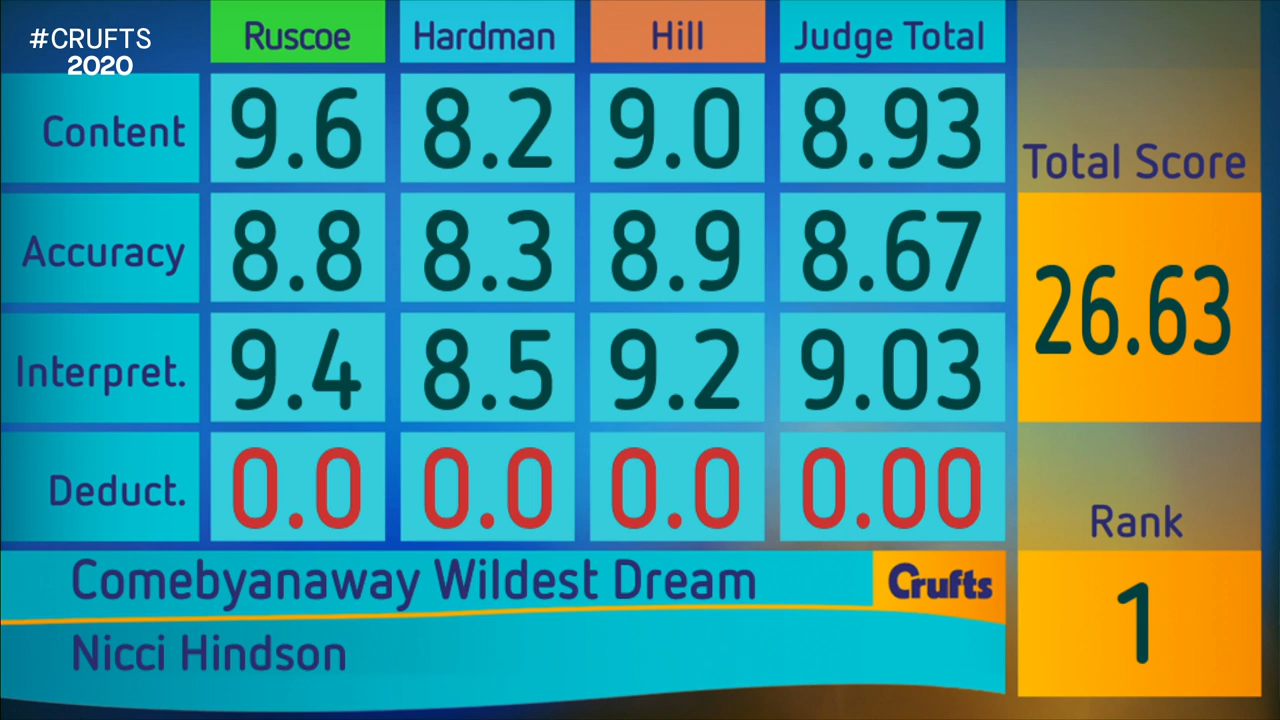 #CRUFTS
2020
Ruscoe Hardman Hill Judge Total
Content 9.6 8.2 9.0 8.93
Total Score
Accuracy 8.8 8.3 8.9 8.67
26.63
Interpret. 9.4 8.5 9.2 9.03
Deduct. 0.0 0.0 0.0 0.00
Rank
1
Comebyanaway Wildest Dream Crufts
Nicci Hindson